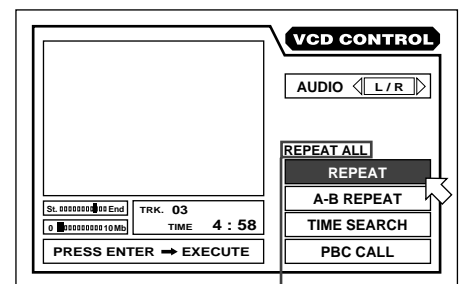 VCD CONTROL
AUDIO L / R
REPEAT ALL
REPEAT
A-B REPEAT
TIME SEARCH
PBC CALL
St. End
0 10Mb
TRK. 03
TIME 4 : 58
PRESS ENTER ➞ EXECUTE